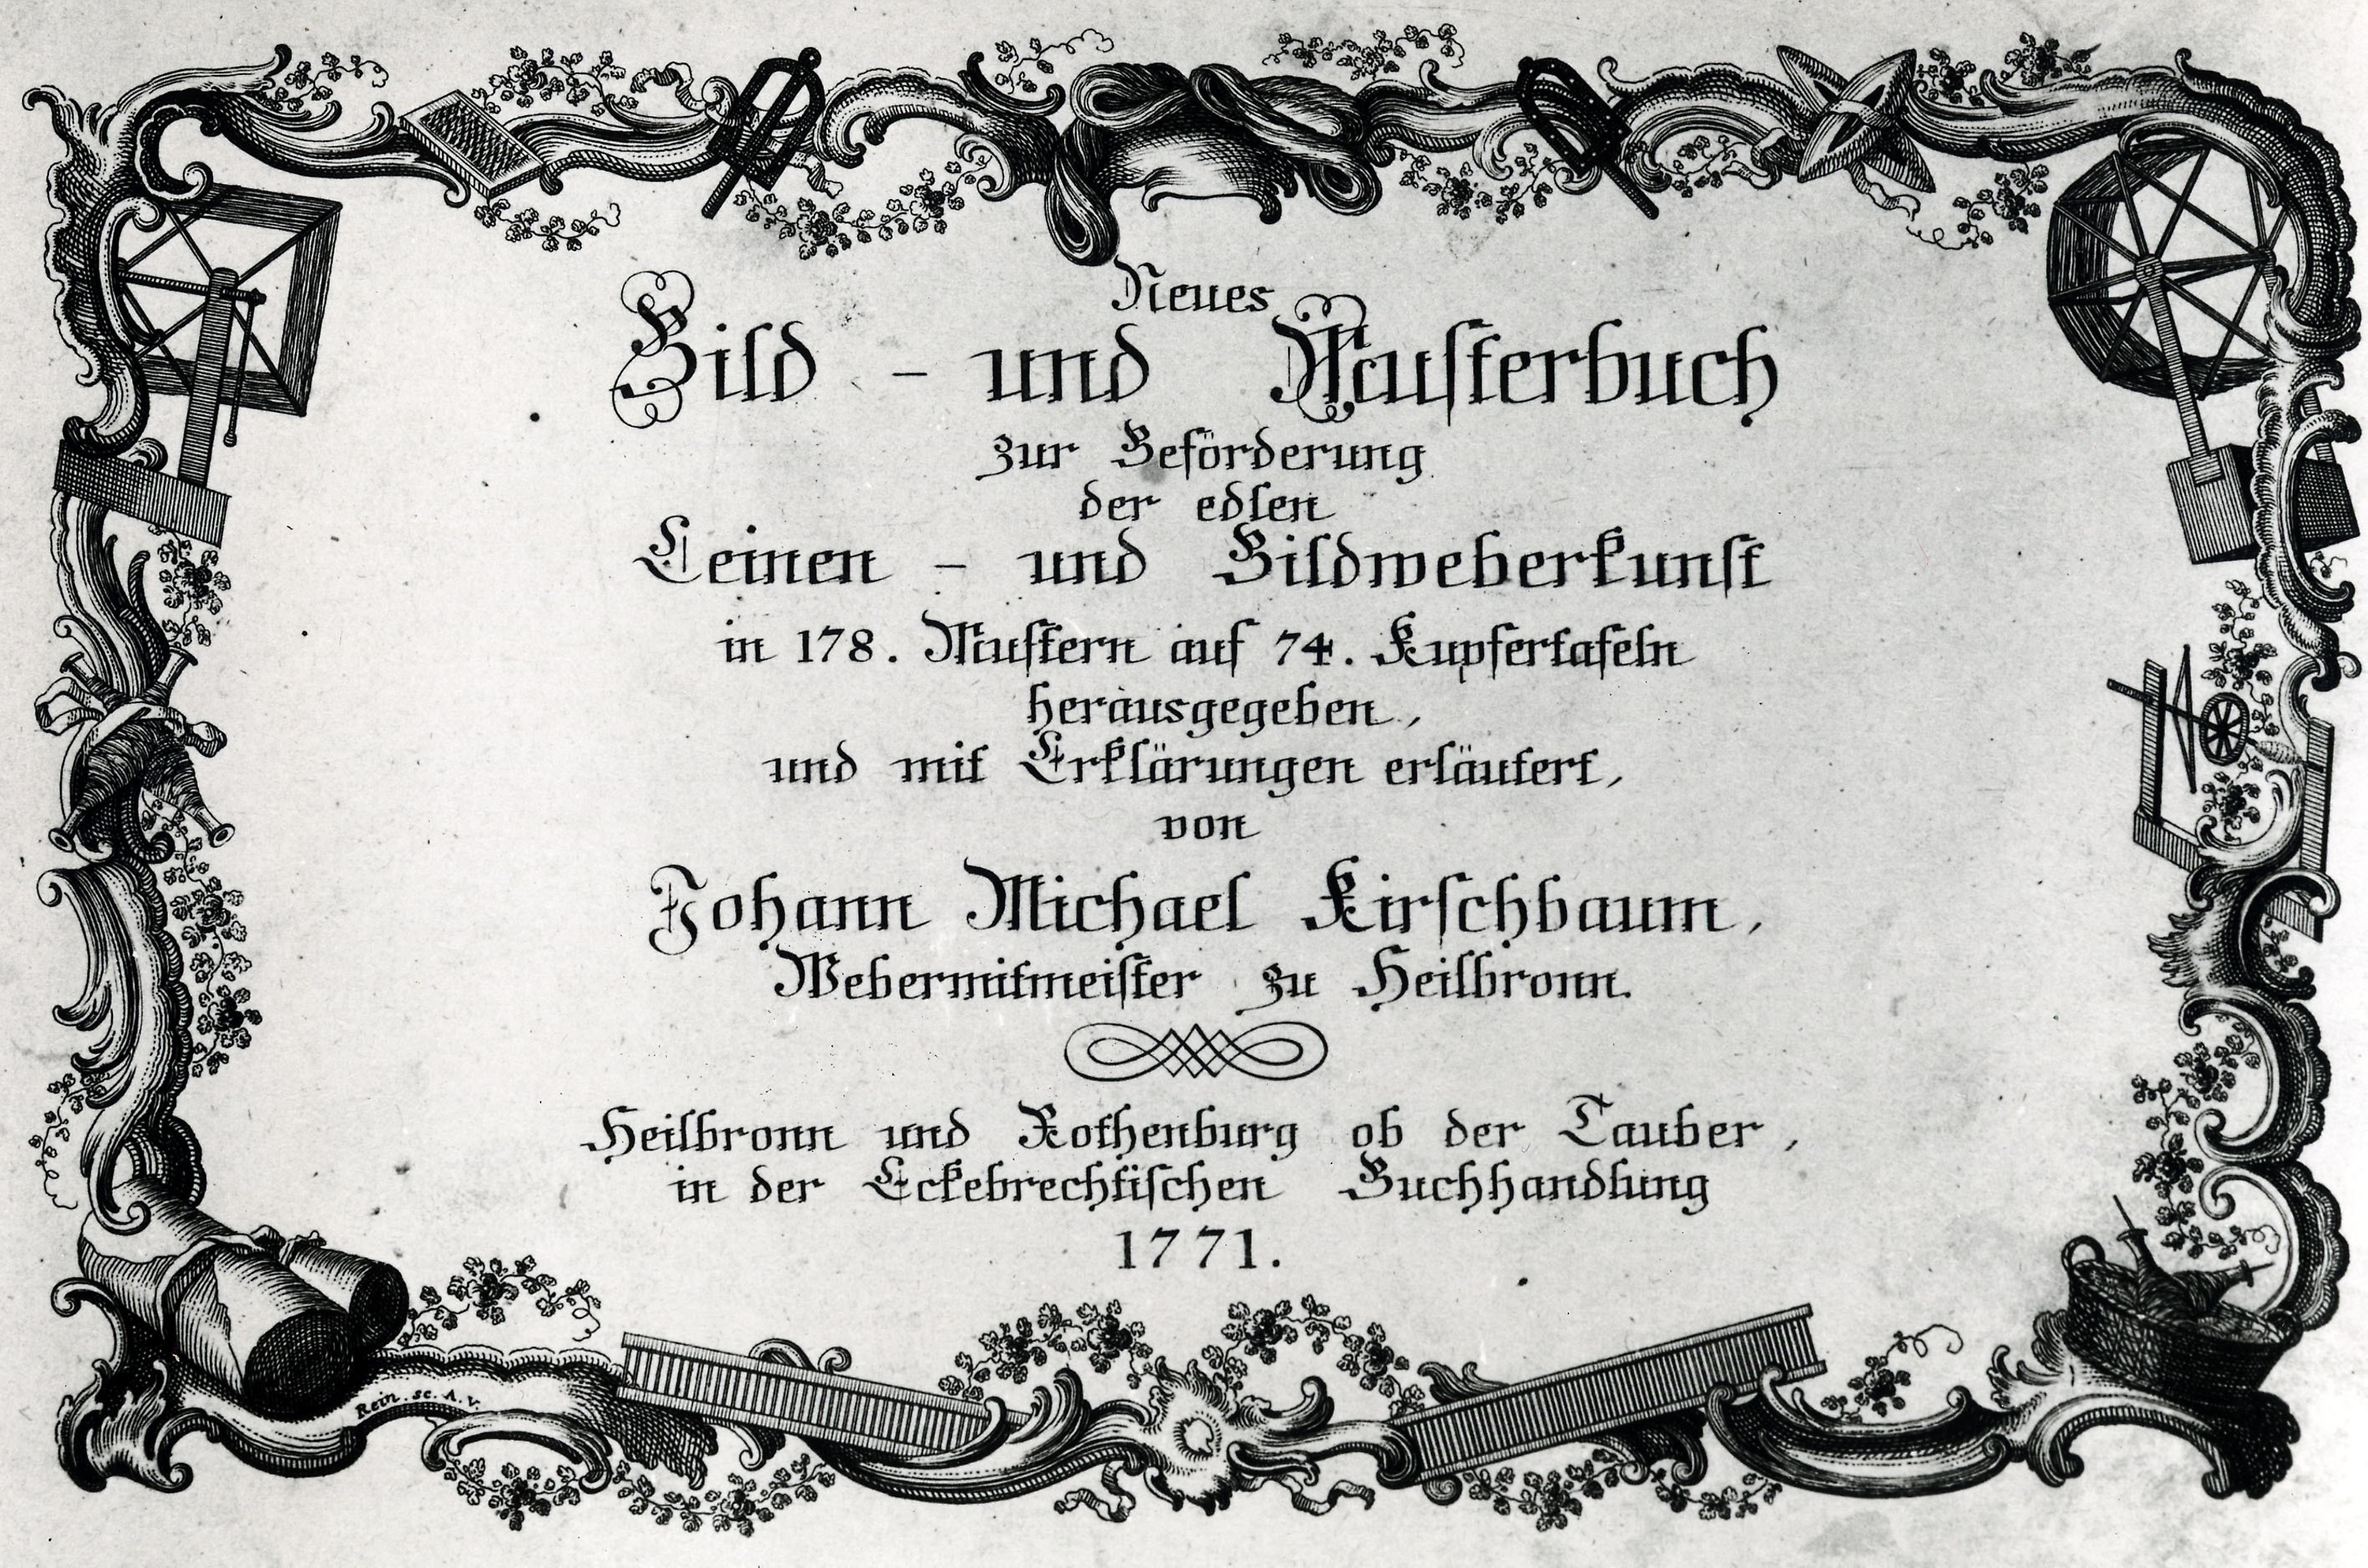 Neues
Bild - und Musterbuch
zur Beförderung
der edlen
Leinen - und Bildweberkunst
in 178. Mustern auf 74. Kupfertafeln
herausgegeben,
und mit Erklärungen erläutert,
von
Johann Michael Kirschbaum,
Webermitmeister zu Heilbronn.
Heilbronn und Rothenburg ob der Tauber,
in der Eckebrechtischen Buchhandlung
1771.
Rein. sc. A. V.